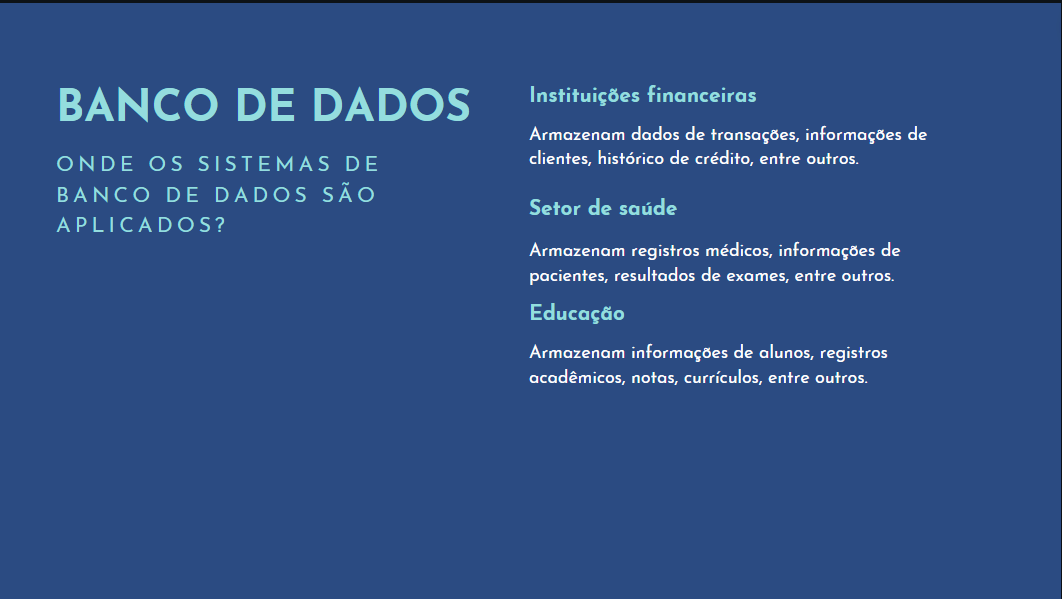 BANCO DE DADOS
ONDE OS SISTEMAS DE
BANCO DE DADOS SÃO
APLICADOS?
Instituições financeiras
Armazenam dados de transações, informações de
clientes, histórico de crédito, entre outros.
Setor de saúde
Armazenam registros médicos, informações de
pacientes, resultados de exames, entre outros.
Educação
Armazenam informações de alunos, registros
acadêmicos, notas, currículos, entre outros.